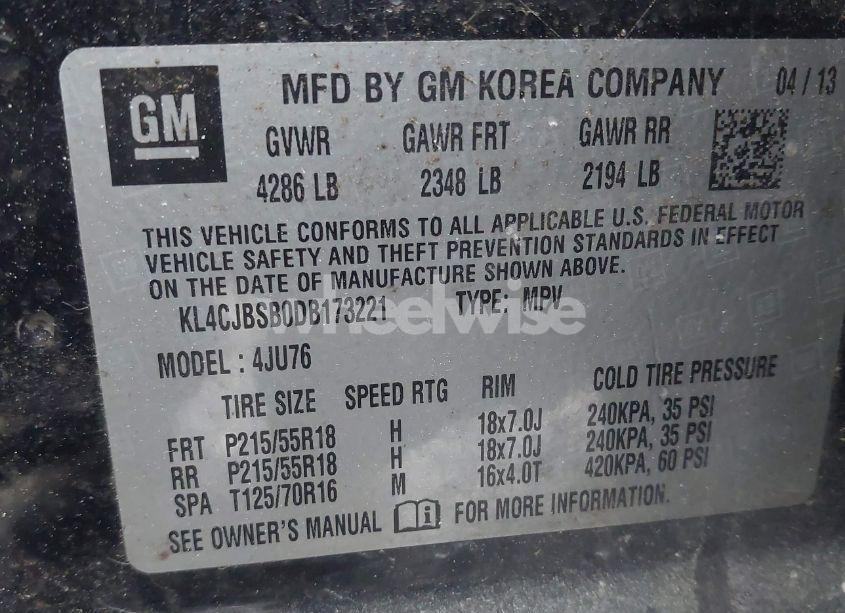 GM
MFD BY GM KOREA COMPANY 04 / 13
GVWR GAWR FRT GAWR RR
4286 LB 2348 LB 2194 LB
THIS VEHICLE CONFORMS TO ALL APPLICABLE U.S. FEDERAL MOTOR
VEHICLE SAFETY AND THEFT PREVENTION STANDARDS IN EFFECT
ON THE DATE OF MANUFACTURE SHOWN ABOVE.
KL4CJBSB0DB173221 TYPE: MPV
wheelwise
MODEL : 4JU76
TIRE SIZE SPEED RTG RIM COLD TIRE PRESSURE
FRT P215/55R18 H 18x7.0J 240KPA, 35 PSI
RR P215/55R18 H 18x7.0J 240KPA, 35 PSI
SPA T125/70R16 M 16x4.0T 420KPA, 60 PSI
SEE OWNER'S MANUAL i FOR MORE INFORMATION.